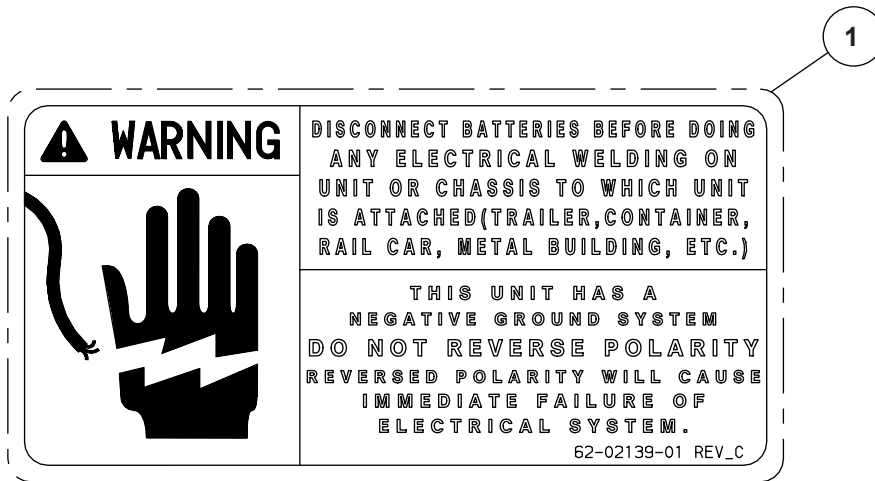 1
WARNING
DISCONNECT BATTERIES BEFORE DOING
ANY ELECTRICAL WELDING ON
UNIT OR CHASSIS TO WHICH UNIT
IS ATTACHED(TRAILER,CONTAINER,
RAIL CAR, METAL BUILDING, ETC.)
THIS UNIT HAS A
NEGATIVE GROUND SYSTEM
DO NOT REVERSE POLARITY
REVERSED POLARITY WILL CAUSE
IMMEDIATE FAILURE OF
ELECTRICAL SYSTEM.
62-02139-01 REV_C